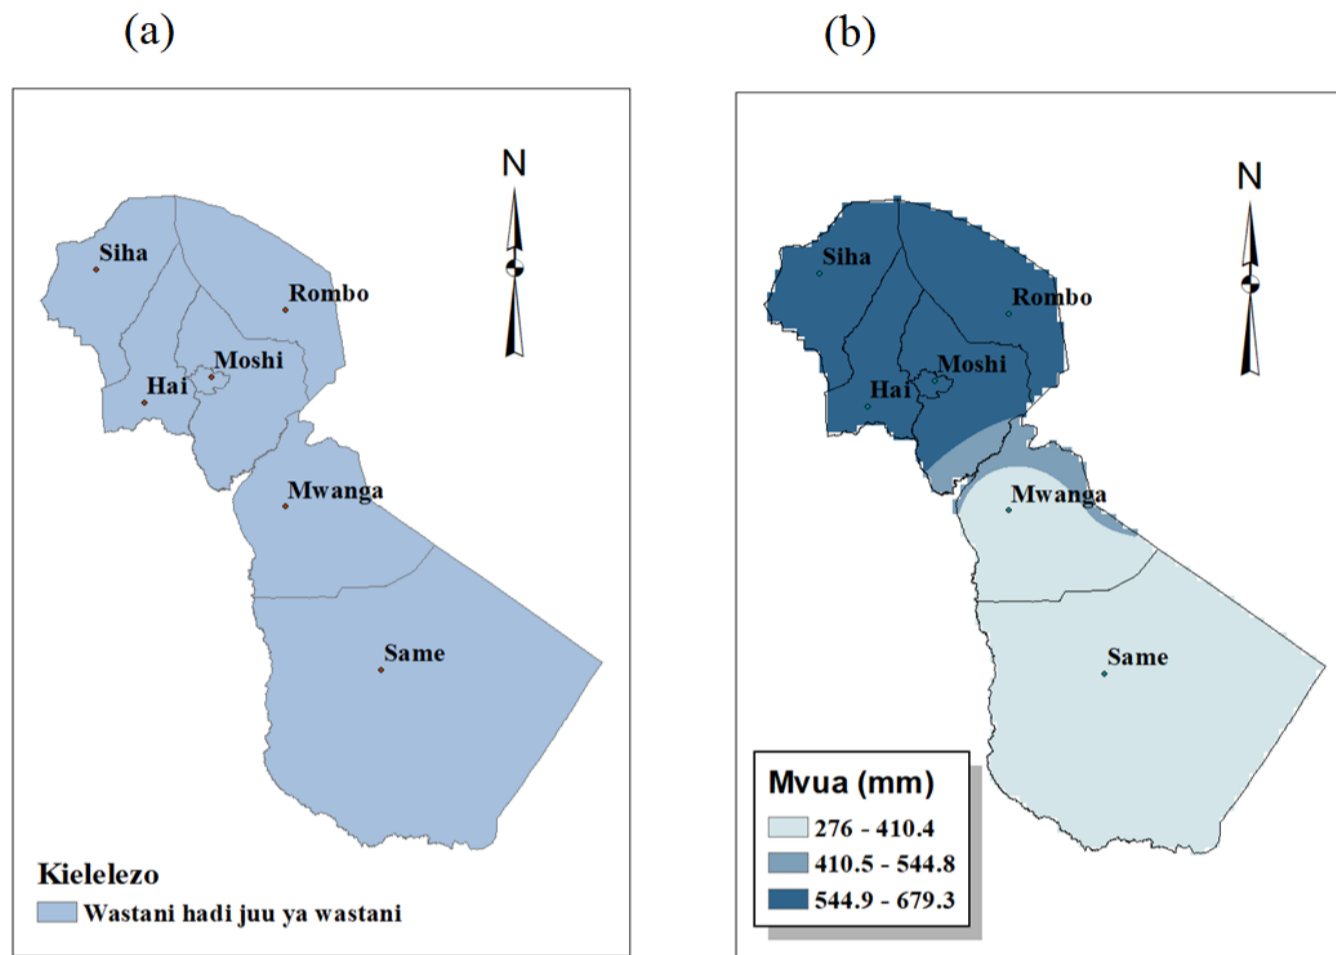 (a)
N
Siha
Rombo
Moshi
Hai
Mwanga
Same
Kielelezo
Wastani hadi juu ya wastani
(b)
N
Siha
Rombo
Moshi
Hai
Mwanga
Same
Mvua (mm)
276 - 410.4
410.5 - 544.8
544.9 - 679.3